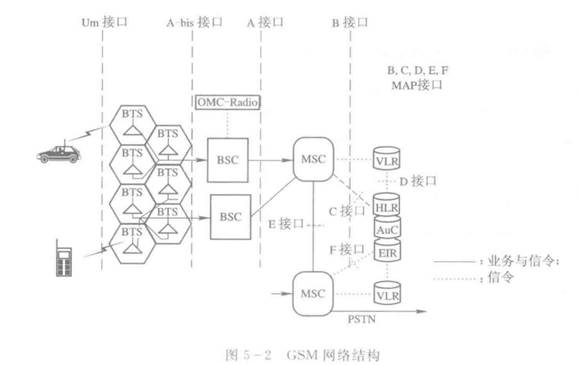 Um 接口
A-bis 接口
A 接口
B 接口
B, C, D, E, F
MAP接口
OMC-Radio
BTS
BTS
BTS
BTS
BTS
BTS
BTS
BSC
MSC
VLR
D 接口
BSC
C 接口
HLR
E 接口
AuC
F 接口
EIR
——:业务与信令;
……:信令
MSC
VLR
PSTN
图 5-2 GSM 网络结构